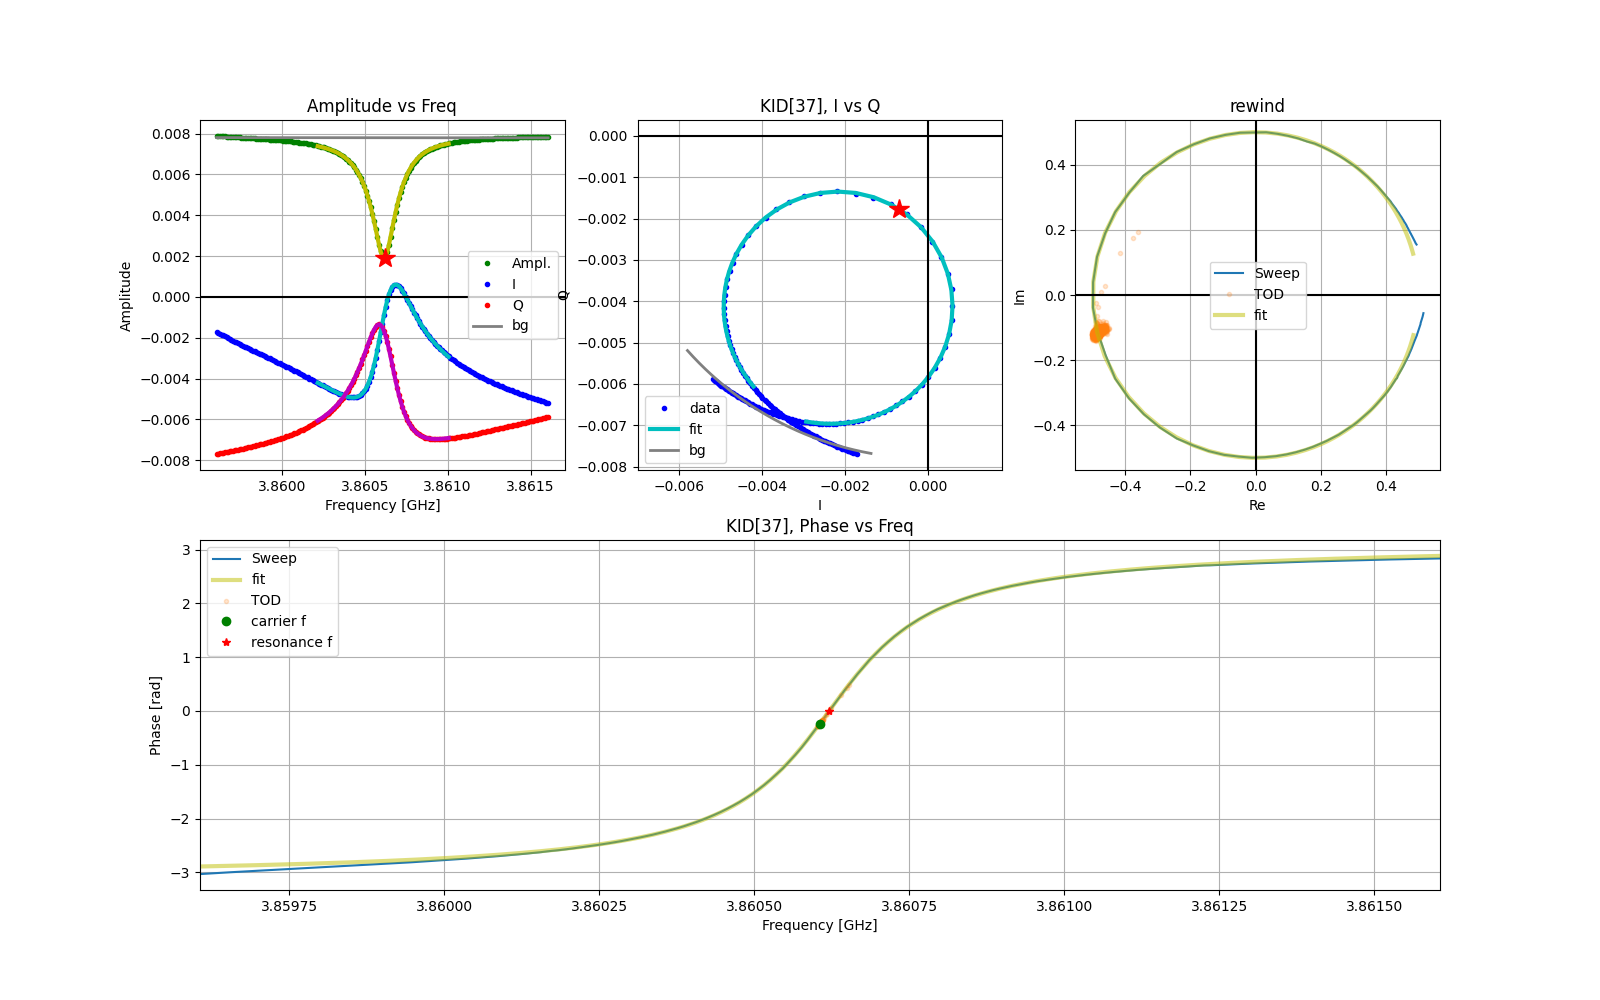 Amplitude vs Freq
KID[37], I vs Q
rewind
0.008
0.006
0.004
0.002
0.000
−0.002
−0.004
−0.006
−0.008
Amplitude
Ampl.
I
Q
bg
3.8600
3.8605
3.8610
3.8615
Frequency [GHz]
0.000
−0.001
−0.002
−0.003
−0.004
−0.005
−0.006
−0.007
−0.008
Q
data
fit
bg
−0.006
−0.004
−0.002
0.000
I
0.4
0.2
0.0
−0.2
−0.4
Im
Sweep
TOD
fit
−0.4
−0.2
0.0
0.2
0.4
Re
KID[37], Phase vs Freq
3
2
1
0
−1
−2
−3
Phase [rad]
Sweep
fit
TOD
carrier f
resonance f
3.85975
3.86000
3.86025
3.86050
3.86075
3.86100
3.86125
3.86150
Frequency [GHz]